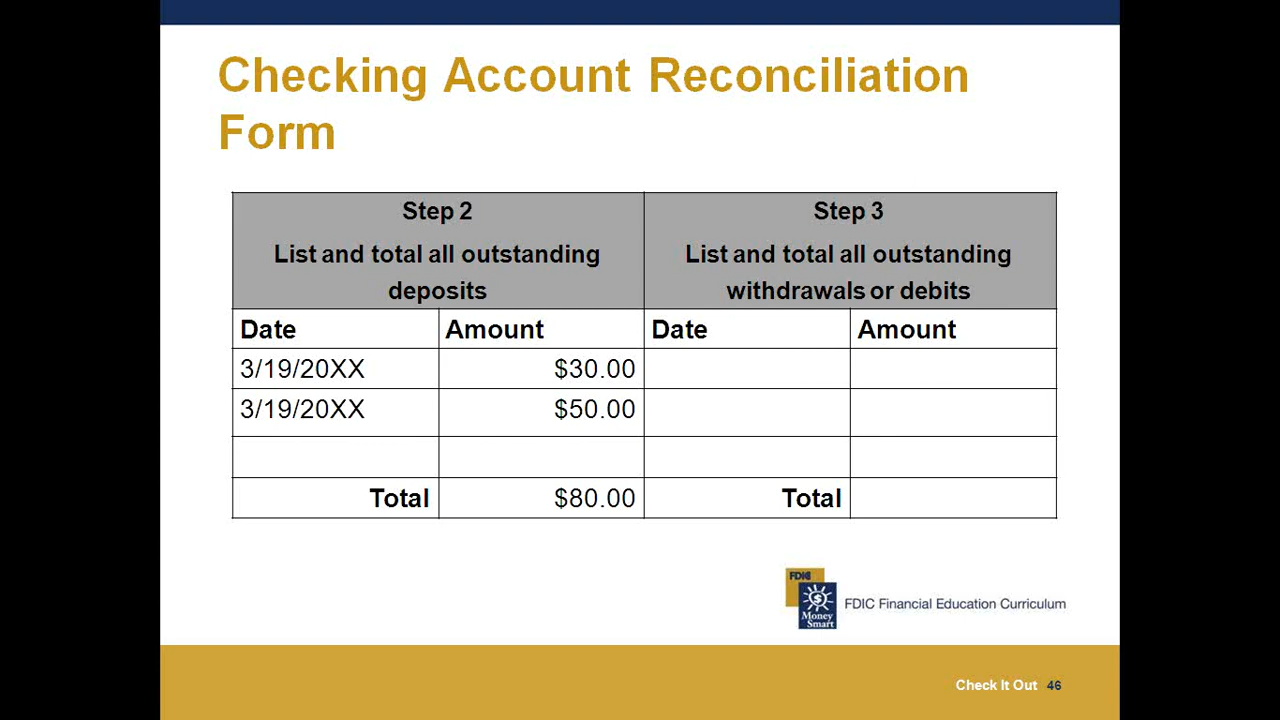 Checking Account Reconciliation
Form
Step 2
List and total all outstanding
deposits
Step 3
List and total all outstanding
withdrawals or debits
Date Amount Date Amount
3/19/20XX $30.00
3/19/20XX $50.00
Total $80.00 Total
FDIC
$
Money
Smart
FDIC Financial Education Curriculum
Check It Out 46